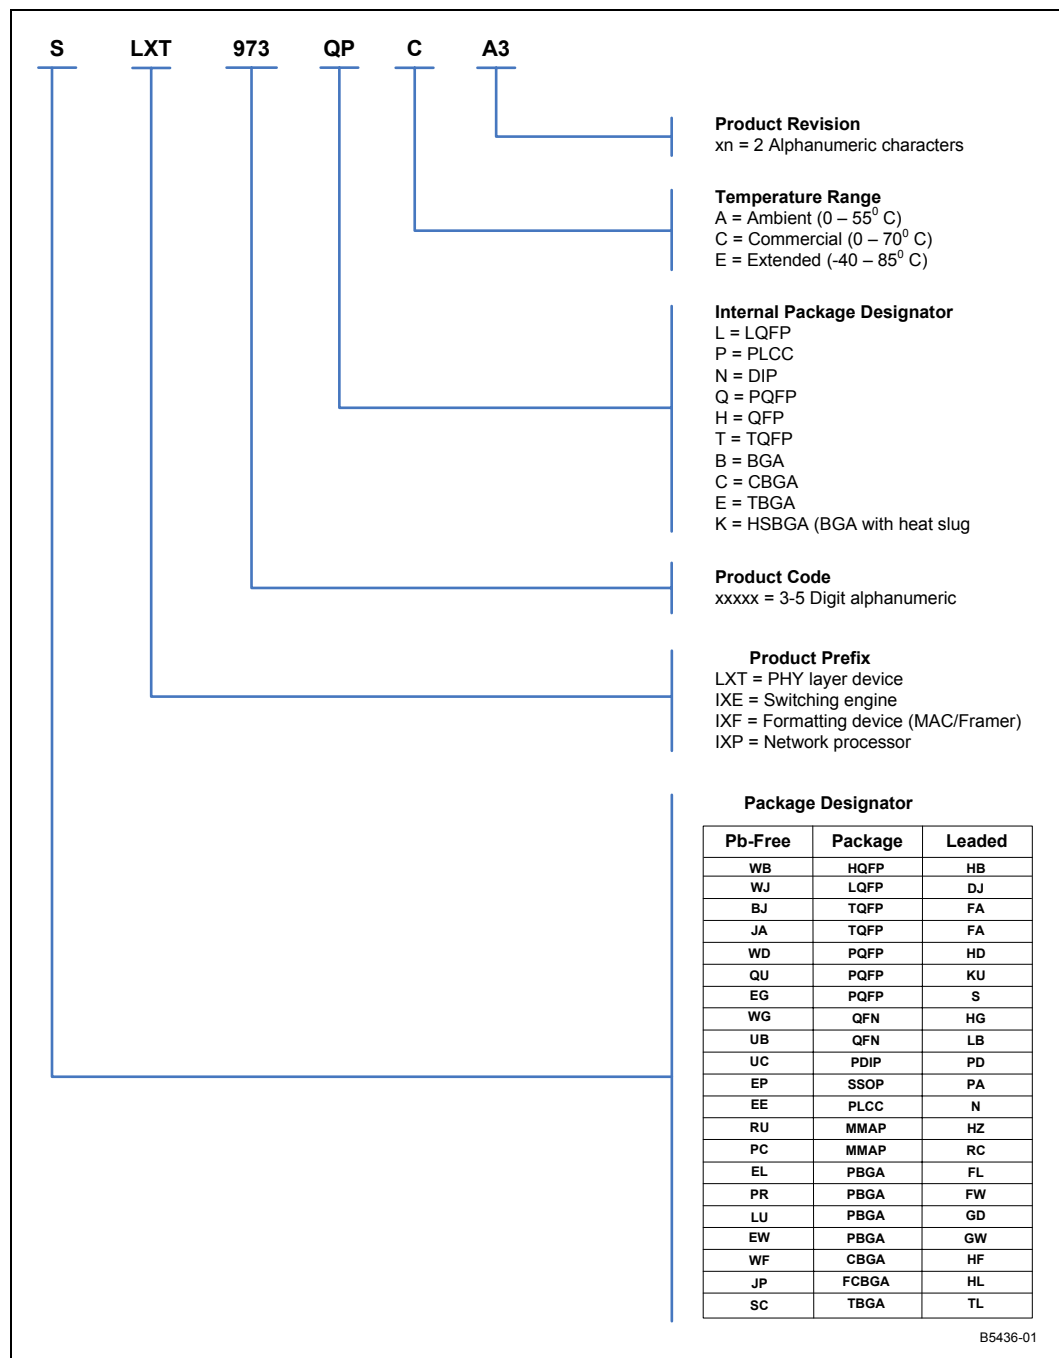 S LXT 973 QP C A3
Product Revision
xn = 2 Alphanumeric characters
Temperature Range
A = Ambient (0 – 55⁰ C)
C = Commercial (0 – 70⁰ C)
E = Extended (-40 – 85⁰ C)
Internal Package Designator
L = LQFP
P = PLCC
N = DIP
Q = PQFP
H = QFP
T = TQFP
B = BGA
C = CBGA
E = TBGA
K = HSBGA (BGA with heat slug
Product Code
xxxxx = 3-5 Digit alphanumeric
Product Prefix
LXT = PHY layer device
IXE = Switching engine
IXF = Formatting device (MAC/Framer)
IXP = Network processor
Package Designator
Pb-Free Package Leaded
WB HQFP HB
WJ LQFP DJ
BJ TQFP FA
JA TQFP FA
WD PQFP HD
QU PQFP KU
EG PQFP S
WG QFN HG
UB QFN LB
UC PDIP PD
EP SSOP PA
EE PLCC N
RU MMAP HZ
PC MMAP RC
EL PBGA FL
PR PBGA FW
LU PBGA GD
EW PBGA GW
WF CBGA HF
JP FCBGA HL
SC TBGA TL
B5436-01